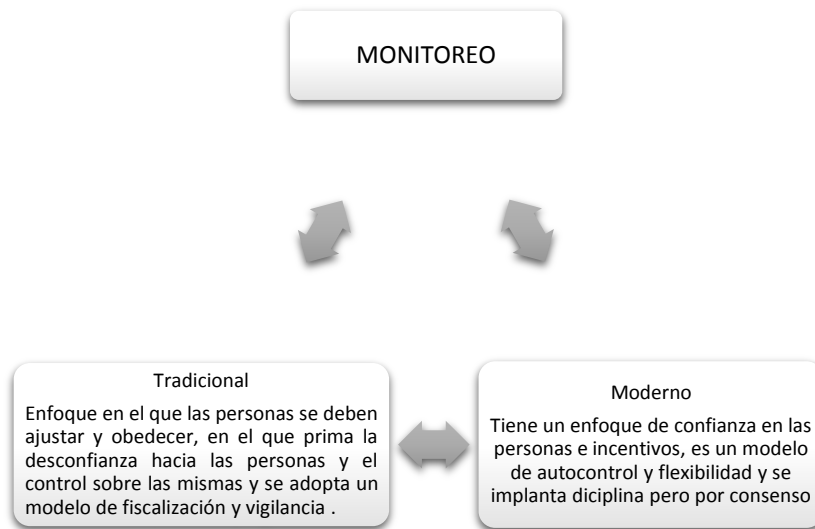 MONITOREO
Tradicional
Enfoque en el que las personas se deben
ajustar y obedecer, en el que prima la
desconfianza hacia las personas y el
control sobre las mismas y se adopta un
modelo de fiscalización y vigilancia .
Moderno
Tiene un enfoque de confianza en las
personas e incentivos, es un modelo
de autocontrol y flexibilidad y se
implanta diciplina pero por consenso